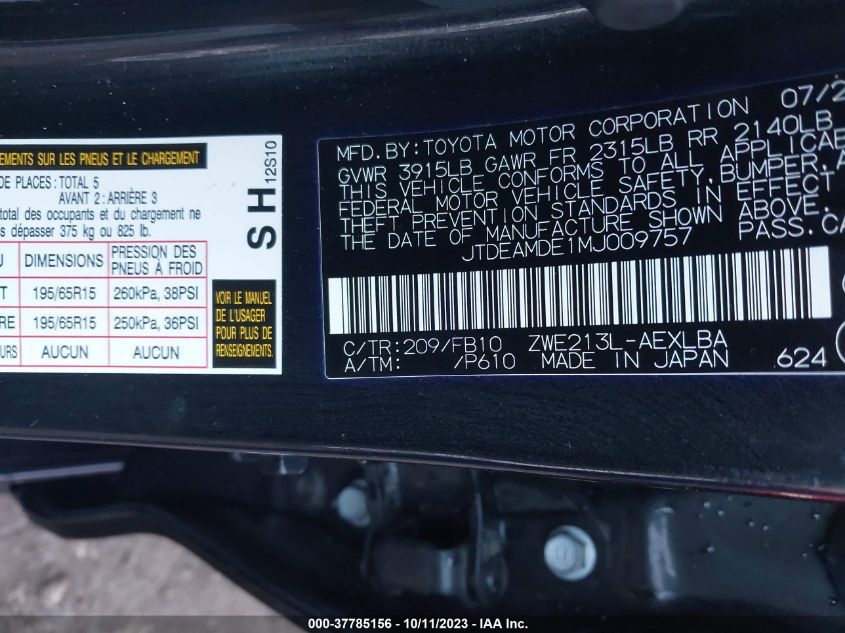 EMENTS SUR LES PNEUS ET LE CHARGEMENT
DE PLACES : TOTAL 5
AVANT 2 : ARRIÈRE 3
total des occupants et du chargement ne
s dépasser 375 kg ou 825 lb.
U DIMENSIONS PRESSION DES PNEUS À FROID
T 195/65R15 260kPa, 38PSI
RE 195/65R15 250kPa, 36PSI
OURS AUCUN AUCUN
SH
12S10
VOIR LE MANUEL
DE L'USAGER
POUR PLUS DE
RENSEIGNEMENTS.
MFD. BY: TOYOTA MOTOR CORPORATION 07/2
GVWR 3915LB GAWR FR 2315LB RR 2140LB
THIS VEHICLE CONFORMS TO ALL APPLICAB
FEDERAL MOTOR VEHICLE SAFETY, BUMPER, A
THEFT PREVENTION STANDARDS IN EFFECT
THE DATE OF MANUFACTURE SHOWN ABOVE.
JTDEAMDE1MJ009757 PASS. CA
C/TR: 209/FB10 ZWE213L-AEXLBA
A/TM: /P610 MADE IN JAPAN 624
000-37785156 - 10/11/2023 - IAA Inc.